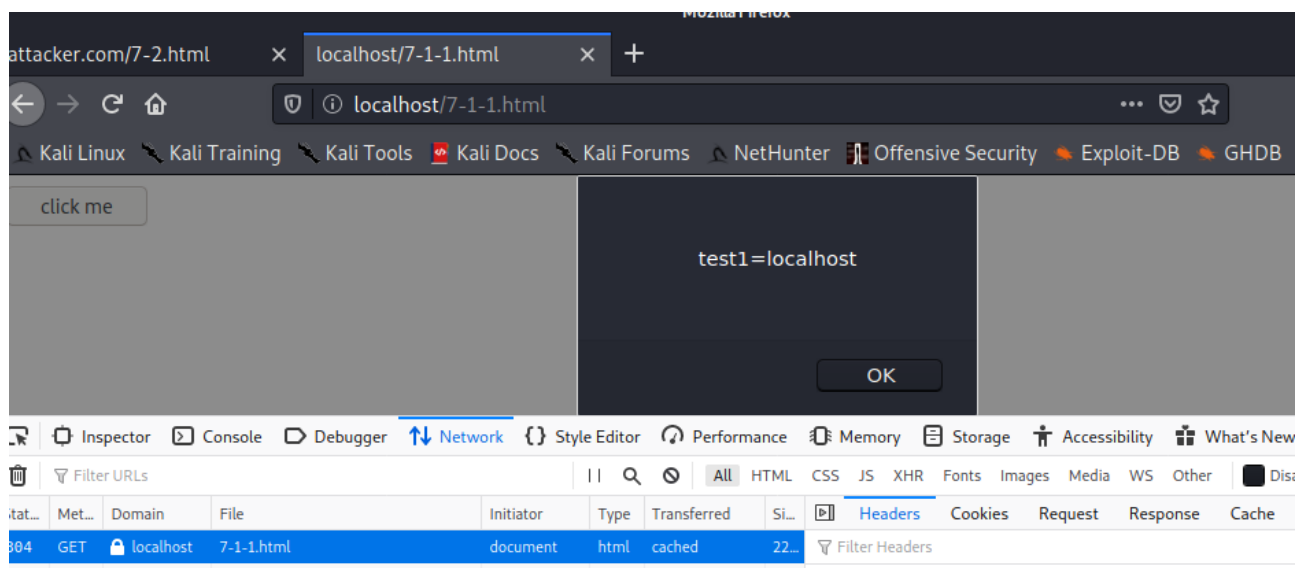 Mozilla Firefox
attacker.com/7-2.html × localhost/7-1-1.html × +
localhost/7-1-1.html
Kali Linux Kali Training Kali Tools Kali Docs Kali Forums NetHunter Offensive Security Exploit-DB GHDB
click me
test1=localhost
OK
Inspector Console Debugger Network {} Style Editor Performance Memory Storage Accessibility What's New
Filter URLs All HTML CSS JS XHR Fonts Images Media WS Other
Met... Domain File Initiator Type Transferred Si... Headers Cookies Request Response Cache
304 GET localhost 7-1-1.html document html cached 22... Filter Headers